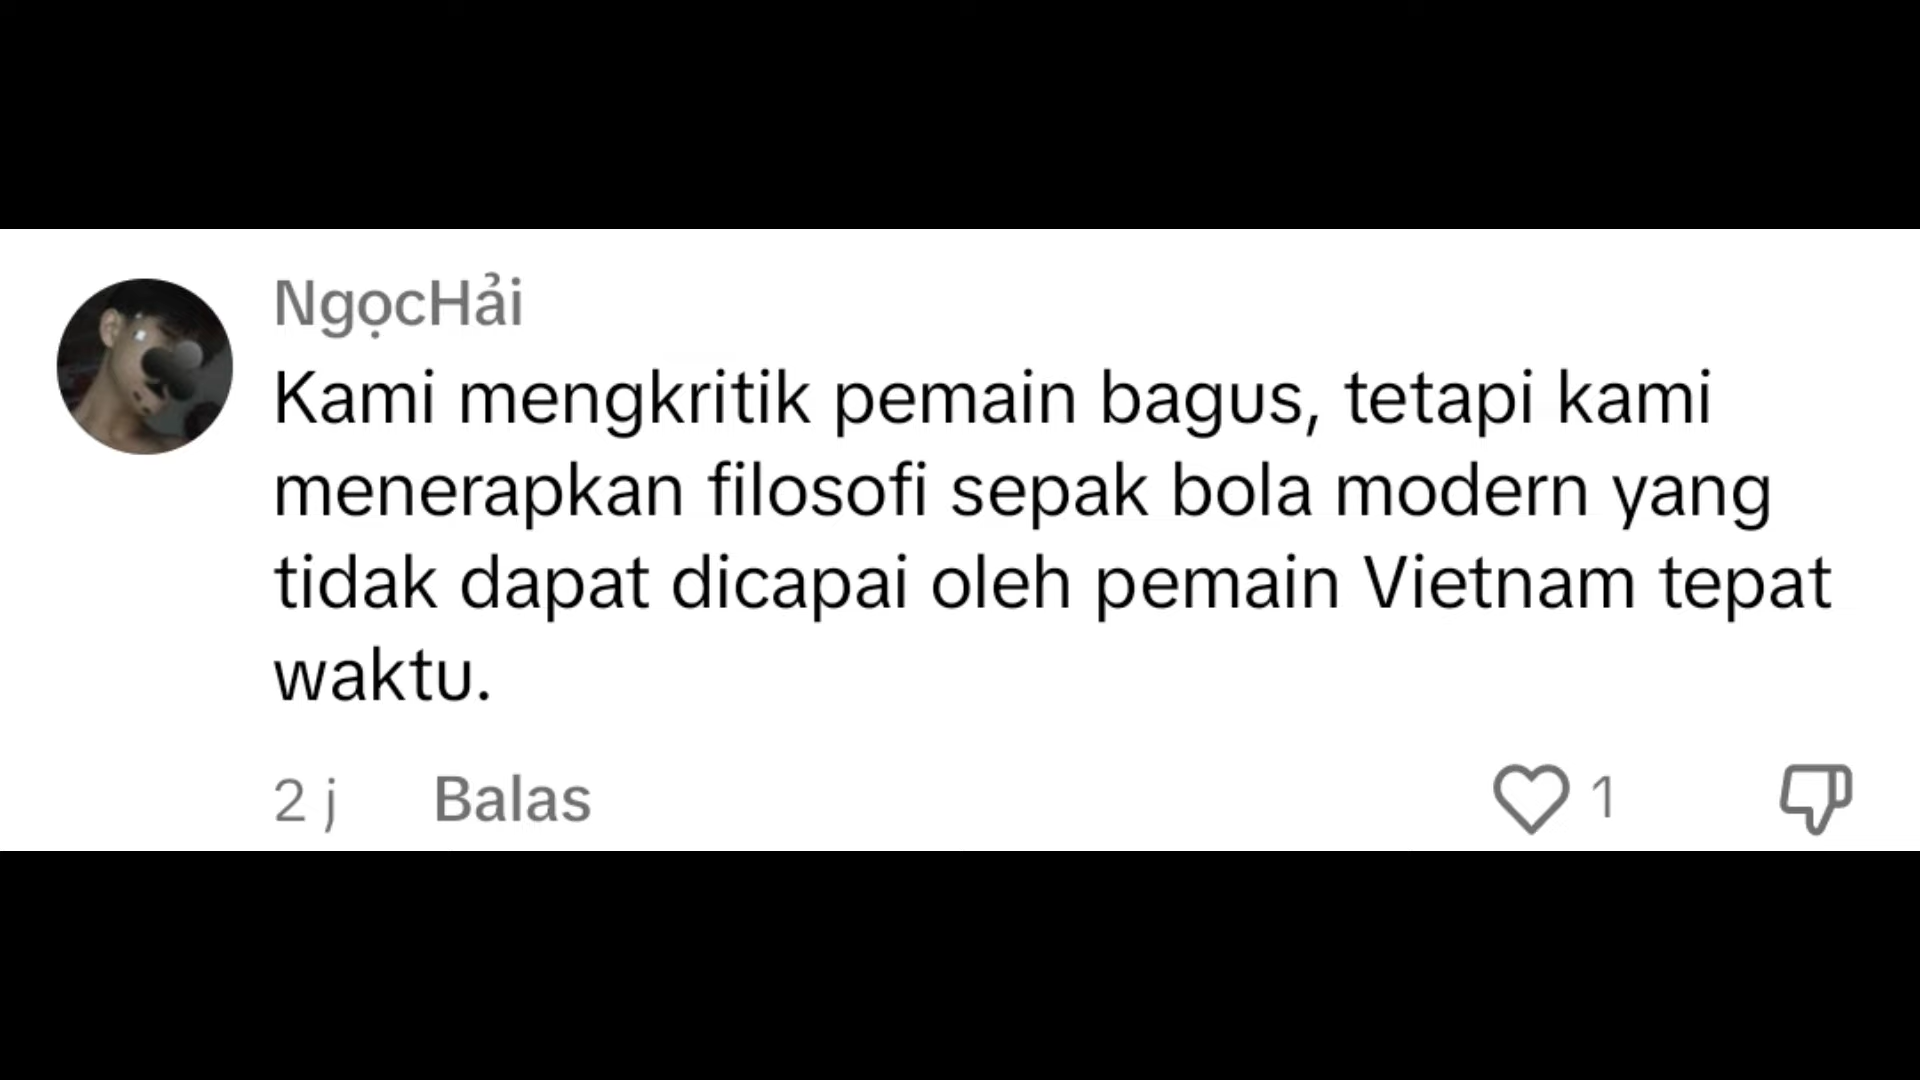 NgọcHải
Kami mengkritik pemain bagus, tetapi kami
menerapkan filosofi sepak bola modern yang
tidak dapat dicapai oleh pemain Vietnam tepat
waktu.
2 j Balas 1